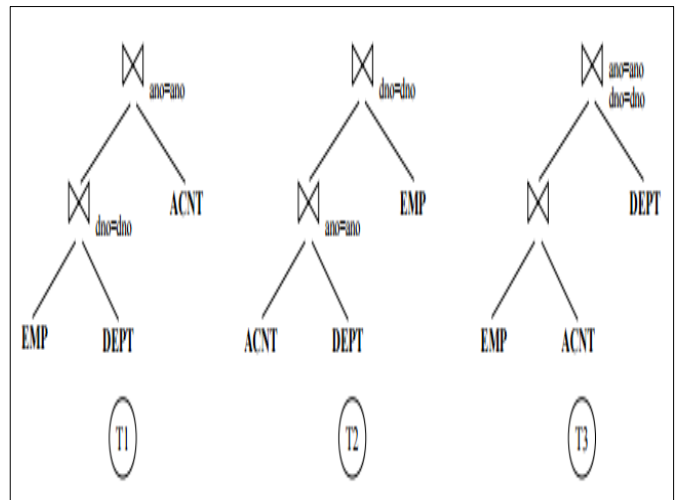 ano=ano
ACNT
dno=dno
EMP
DEPT
T1
dno=dno
EMP
ano=ano
ACNT
DEPT
T2
ano=ano
dno=dno
DEPT
EMP
ACNT
T3